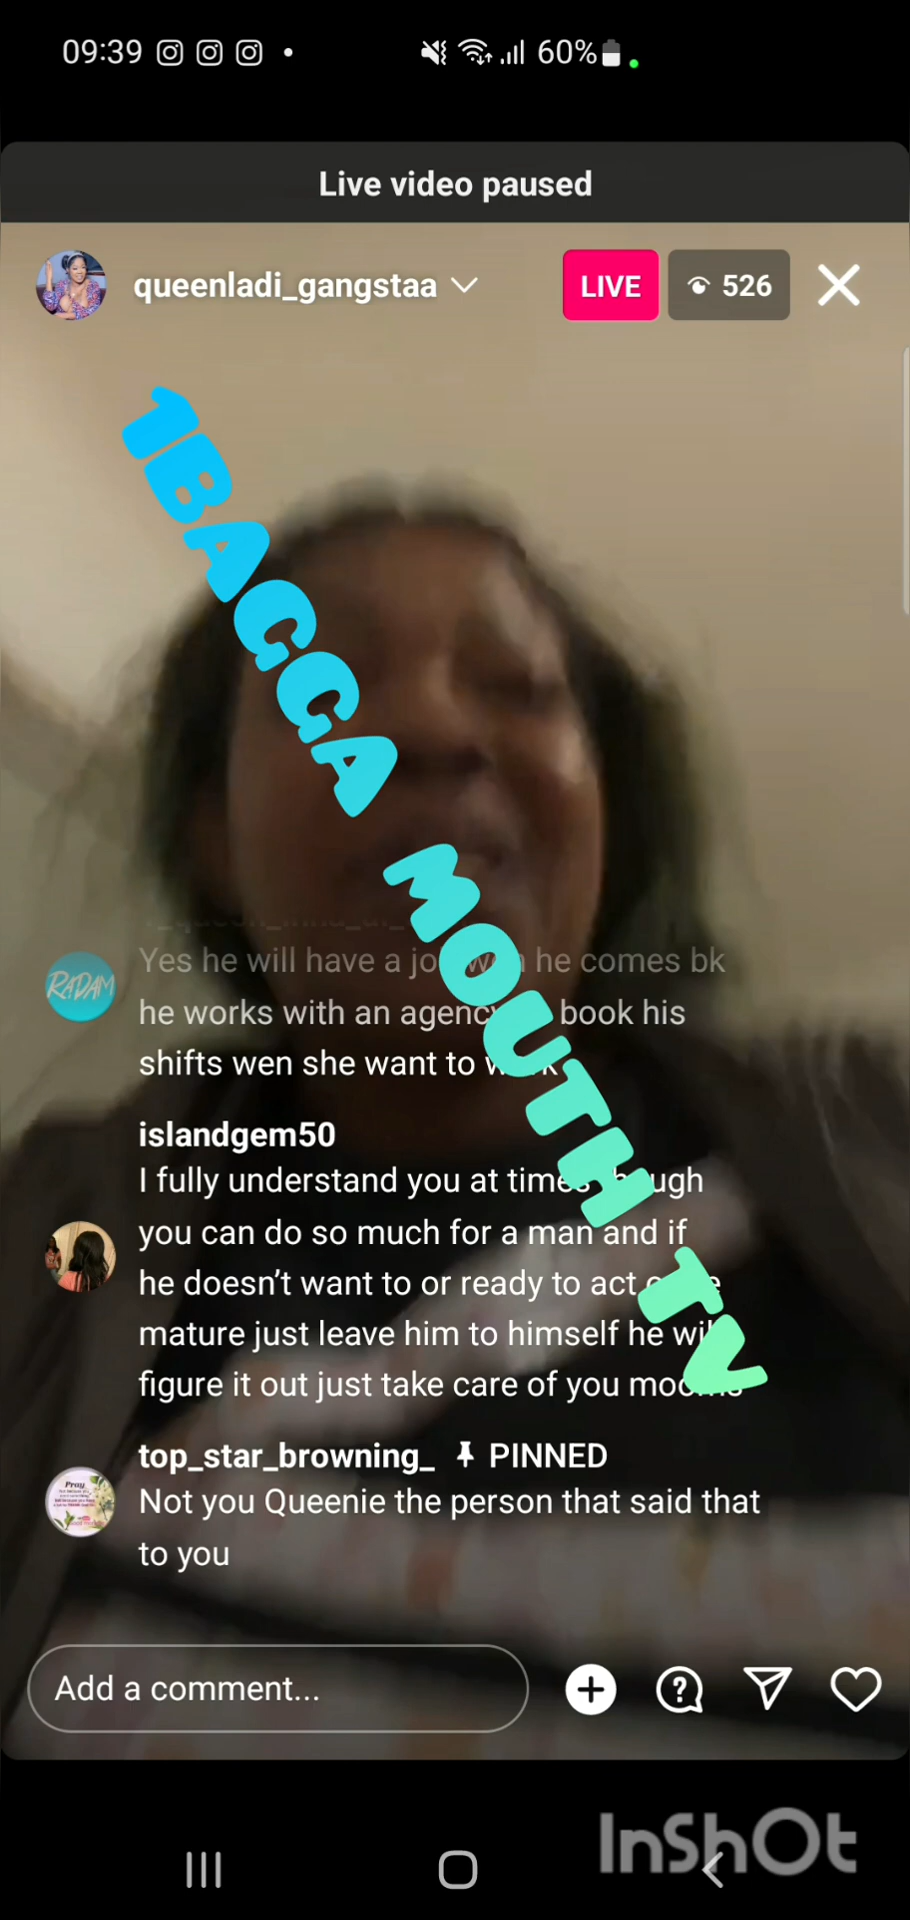 09:39
60%
Live video paused
queenladi_gangstaa
LIVE
526
1BAGGA MOUTH TV
Yes he will have a he comes bk
RADAM
he works with an book his
shifts wen she want to
islandgem50
I fully understand you at
you can do so much for a man and if
he doesn’t want to or ready to act
mature just leave him to himself he
figure it out just take care of you
top_star_browning_ PINNED
Pray
Not you Queenie the person that said that
to you
Add a comment...
InShOt